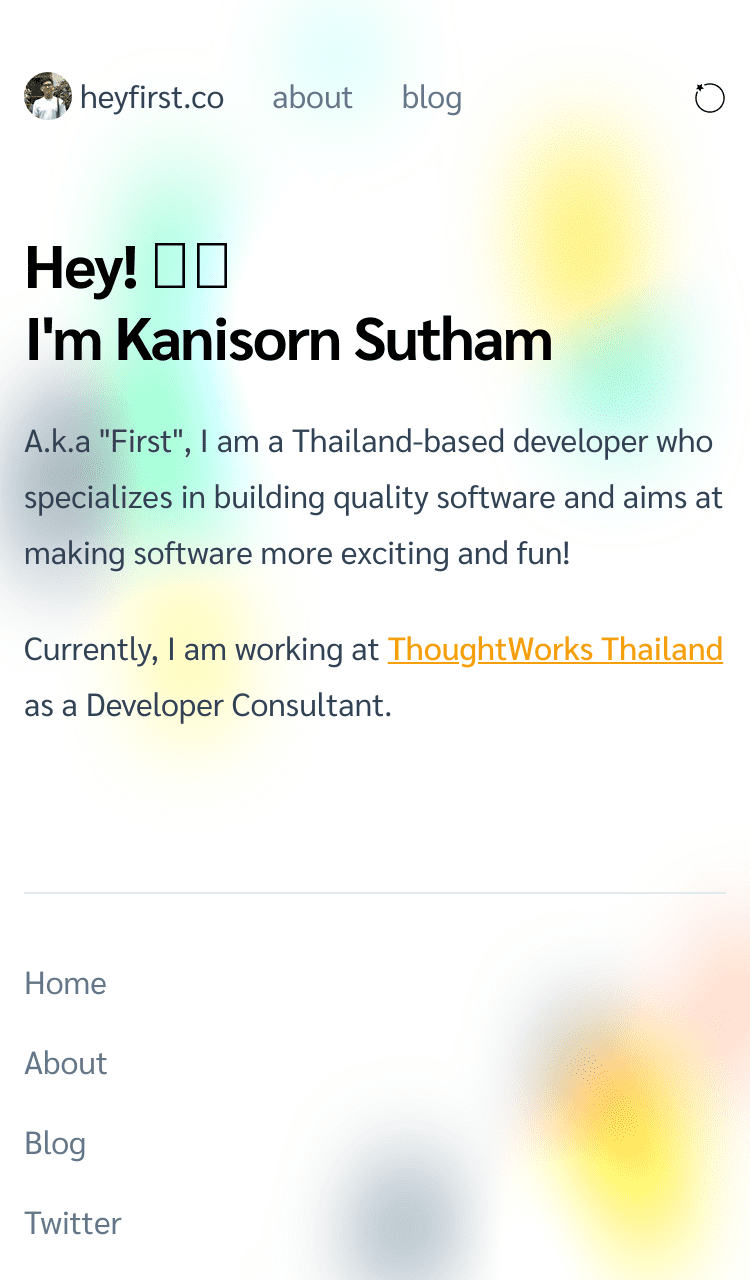 heyfirst.co about blog
Hey!
I'm Kanisorn Sutham
A.k.a "First", I am a Thailand-based developer who
specializes in building quality software and aims at
making software more exciting and fun!
Currently, I am working at ThoughtWorks Thailand
as a Developer Consultant.
Home
About
Blog
Twitter